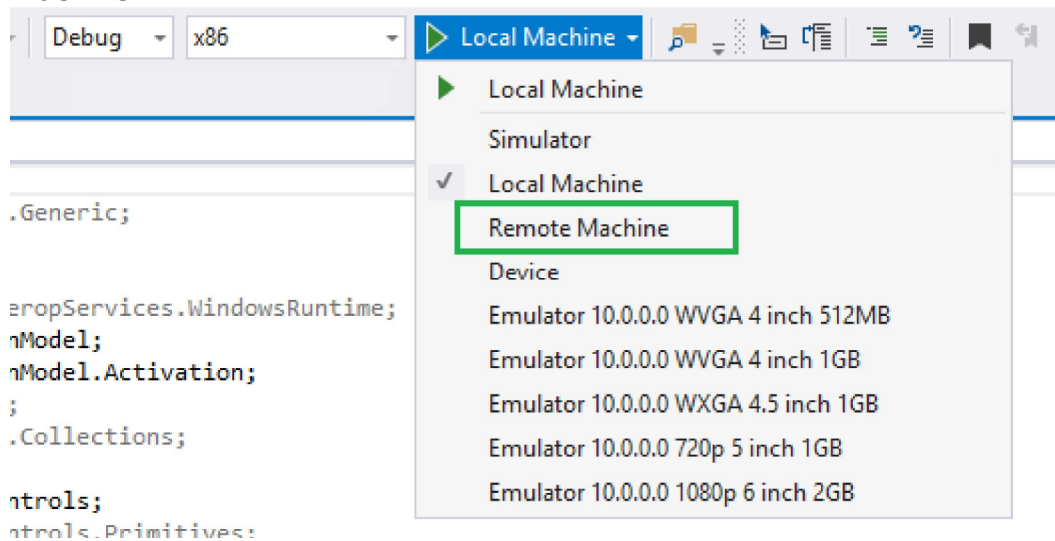 Debug x86 Local Machine
Local Machine
Simulator
Local Machine
.Generic;
Remote Machine
Device
eropServices.WindowsRuntime;
Emulator 10.0.0.0 WVGA 4 inch 512MB
nModel;
Emulator 10.0.0.0 WVGA 4 inch 1GB
nModel.Activation;
;
Emulator 10.0.0.0 WXGA 4.5 inch 1GB
.Collections;
Emulator 10.0.0.0 720p 5 inch 1GB
Emulator 10.0.0.0 1080p 6 inch 2GB
ntrols;
ntrols.Primitives;